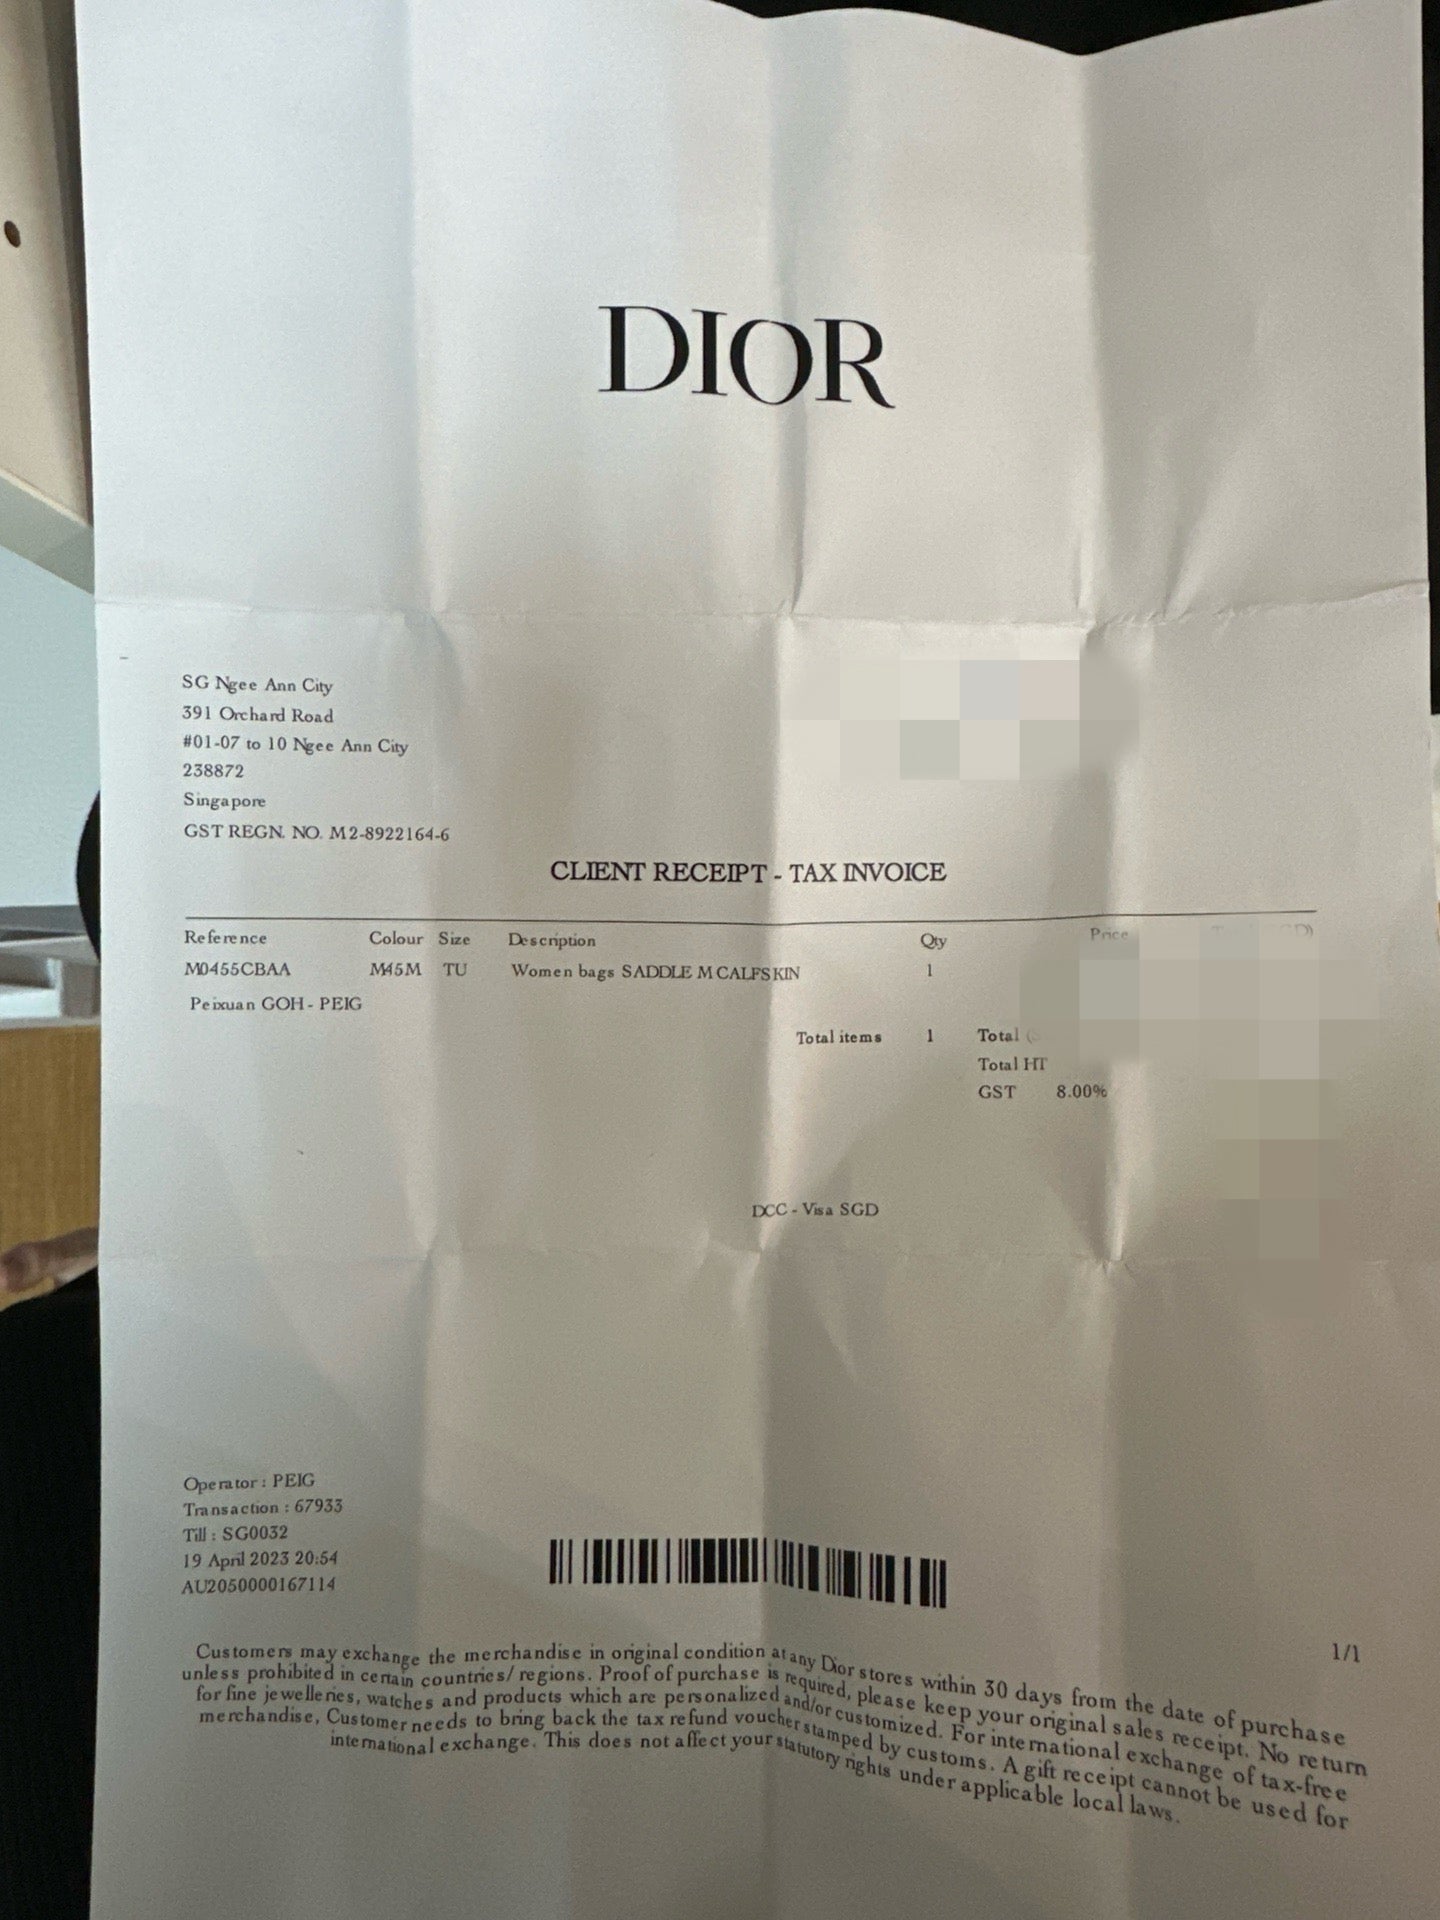 DIOR
SG Ngee Ann City
391 Orchard Road
#01-07 to 10 Ngee Ann City
238872
Singapore
GST REGN. NO. M2-8922164-6
CLIENT RECEIPT - TAX INVOICE
Reference Colour Size Description Qty Price
M0455CBAA M45M TU Women bags SADDLE M CALFSKIN 1
Peixuan GOH - PEIG
Total items 1 Total
Total HT
GST 8.00%
DCC - Visa SGD
Operator : PEIG
Transaction : 67933
Till : SG0032
19 April 2023 20:54
AU2050000167114
1/1
Customers may exchange the merchandise in original condition at any Dior stores within 30 days from the date of purchase
unless prohibited in certain countries/ regions. Proof of purchase is required, please keep your original sales receipt. No return
for fine jewelleries, watches and products which are personalized and/or customized. For international exchange of tax-free
merchandise, Customer needs to bring back the tax refund voucher stamped by customs. A gift receipt cannot be used for
international exchange. This does not affect your statutory rights under applicable local laws.